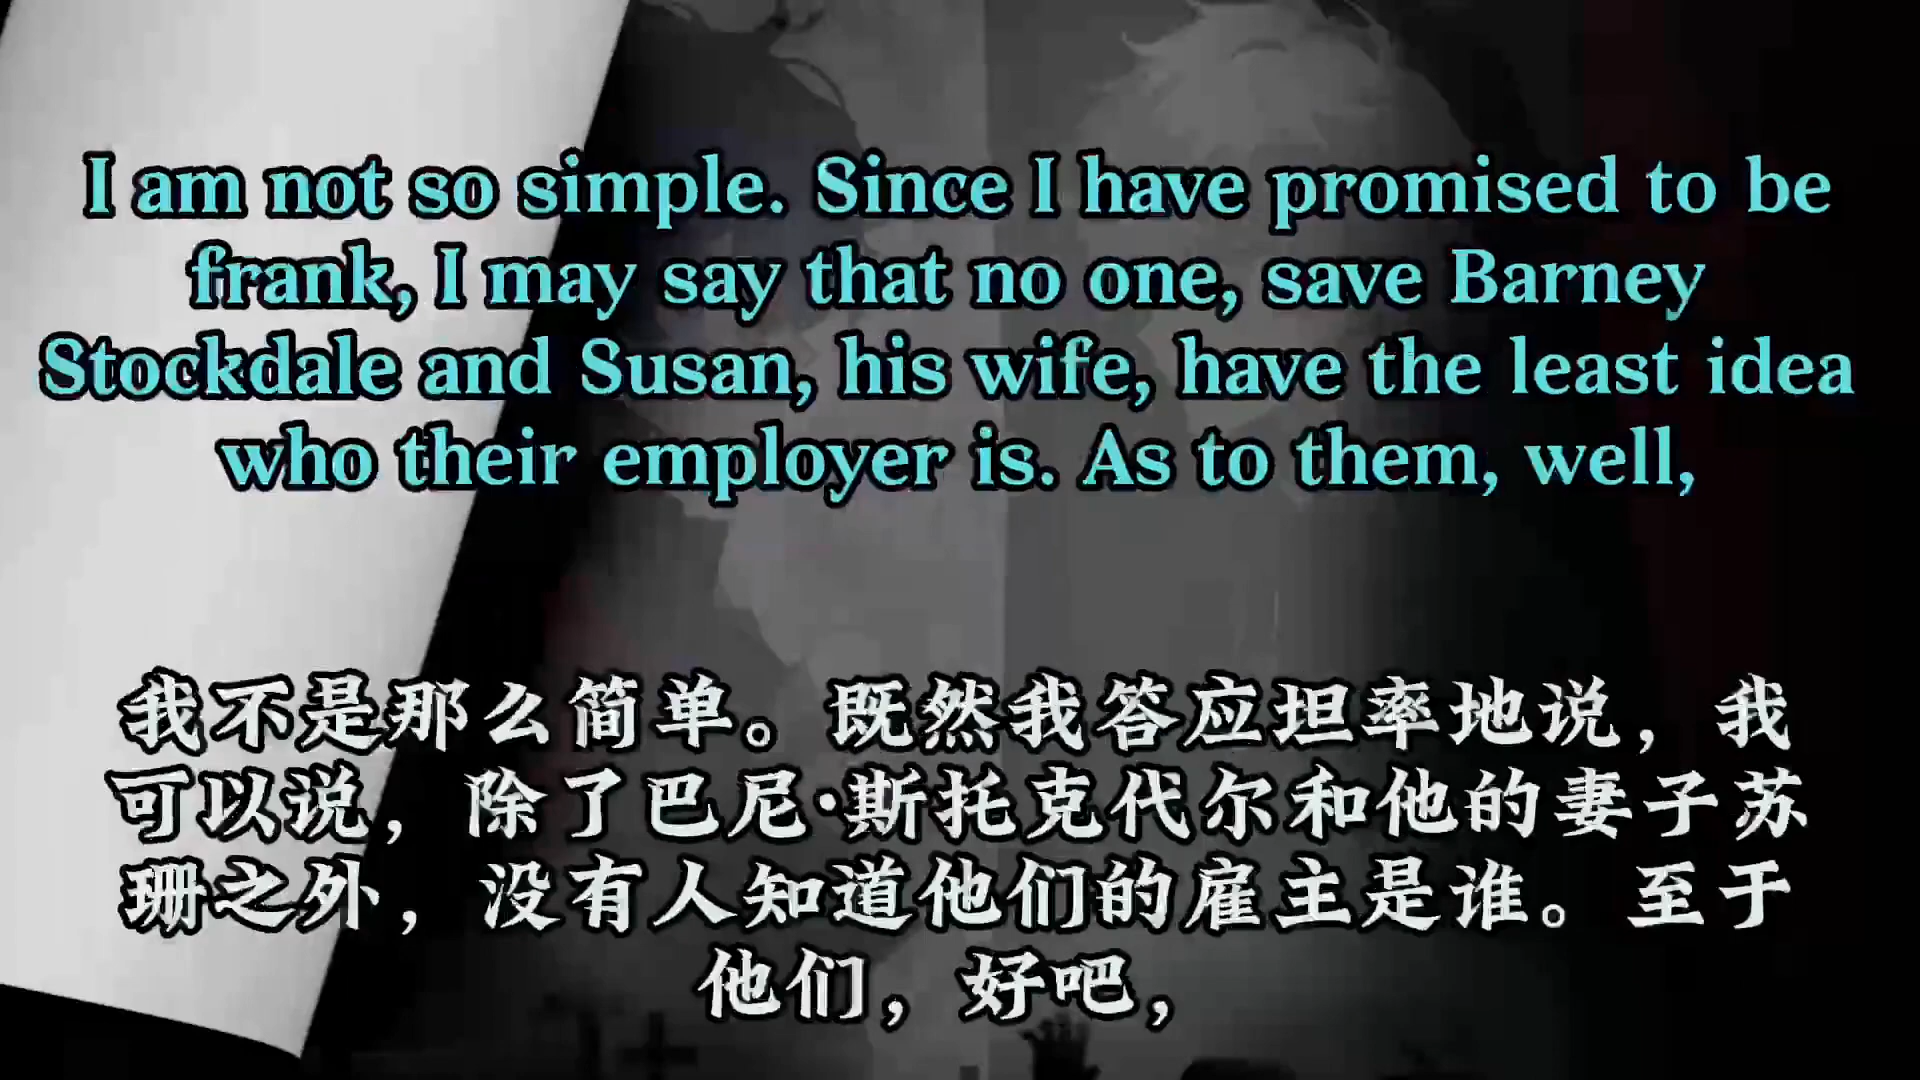 I am not so simple. Since I have promised to be
frank, I may say that no one, save Barney
Stockdale and Susan, his wife, have the least idea
who their employer is. As to them, well,
我不是那么简单。既然我答应坦率地说，我
可以说，除了巴尼·斯托克代尔和他的妻子苏
珊之外，没有人知道他们的雇主是谁。至于
他们，好吧，